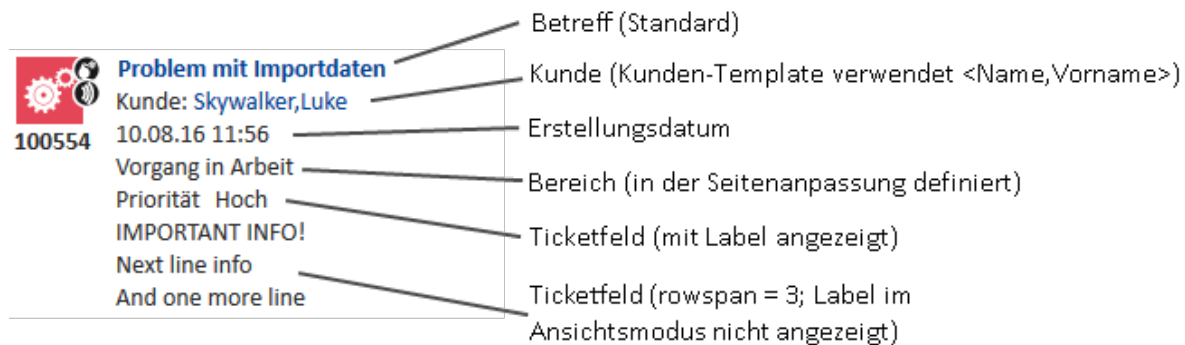 Betreff (Standard)
Problem mit Importdaten
Kunde (Kunden-Template verwendet <Name,Vorname>)
Kunde: Skywalker,Luke
100554
10.08.16 11:56
Erstellungsdatum
Vorgang in Arbeit
Bereich (in der Seitenanpassung definiert)
Priorität Hoch
IMPORTANT INFO!
Ticketfeld (mit Label angezeigt)
Next line info
And one more line
Ticketfeld (rowspan = 3; Label im
Ansichtsmodus nicht angezeigt)